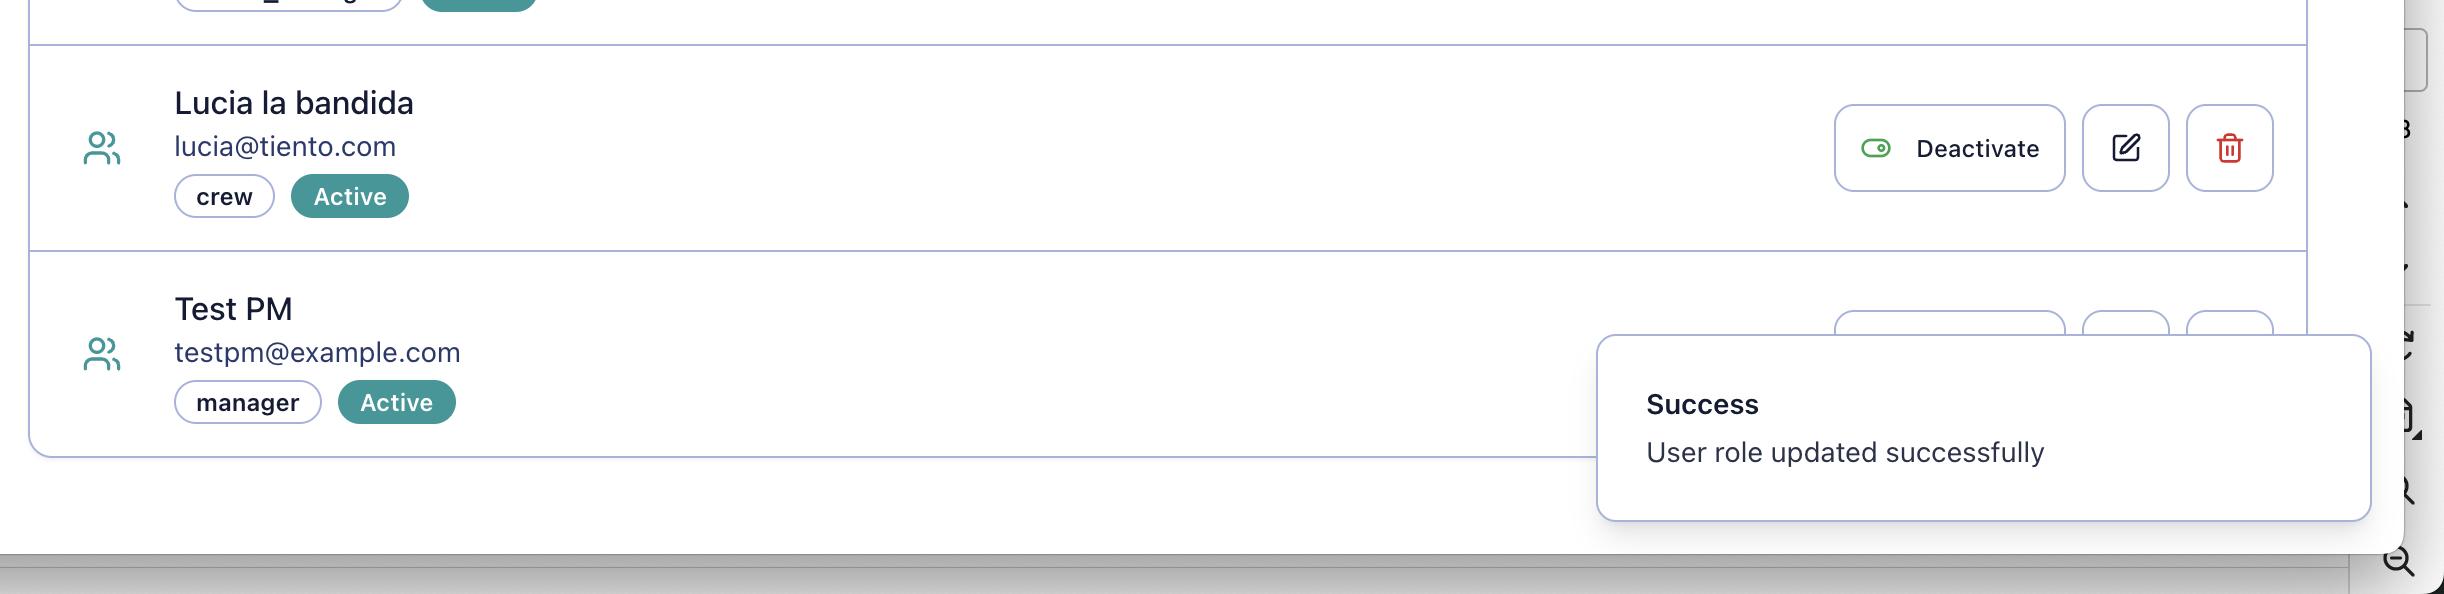 Lucia la bandida
lucia@tiento.com
crew Active
Deactivate
Test PM
testpm@example.com
manager Active
Success
User role updated successfully